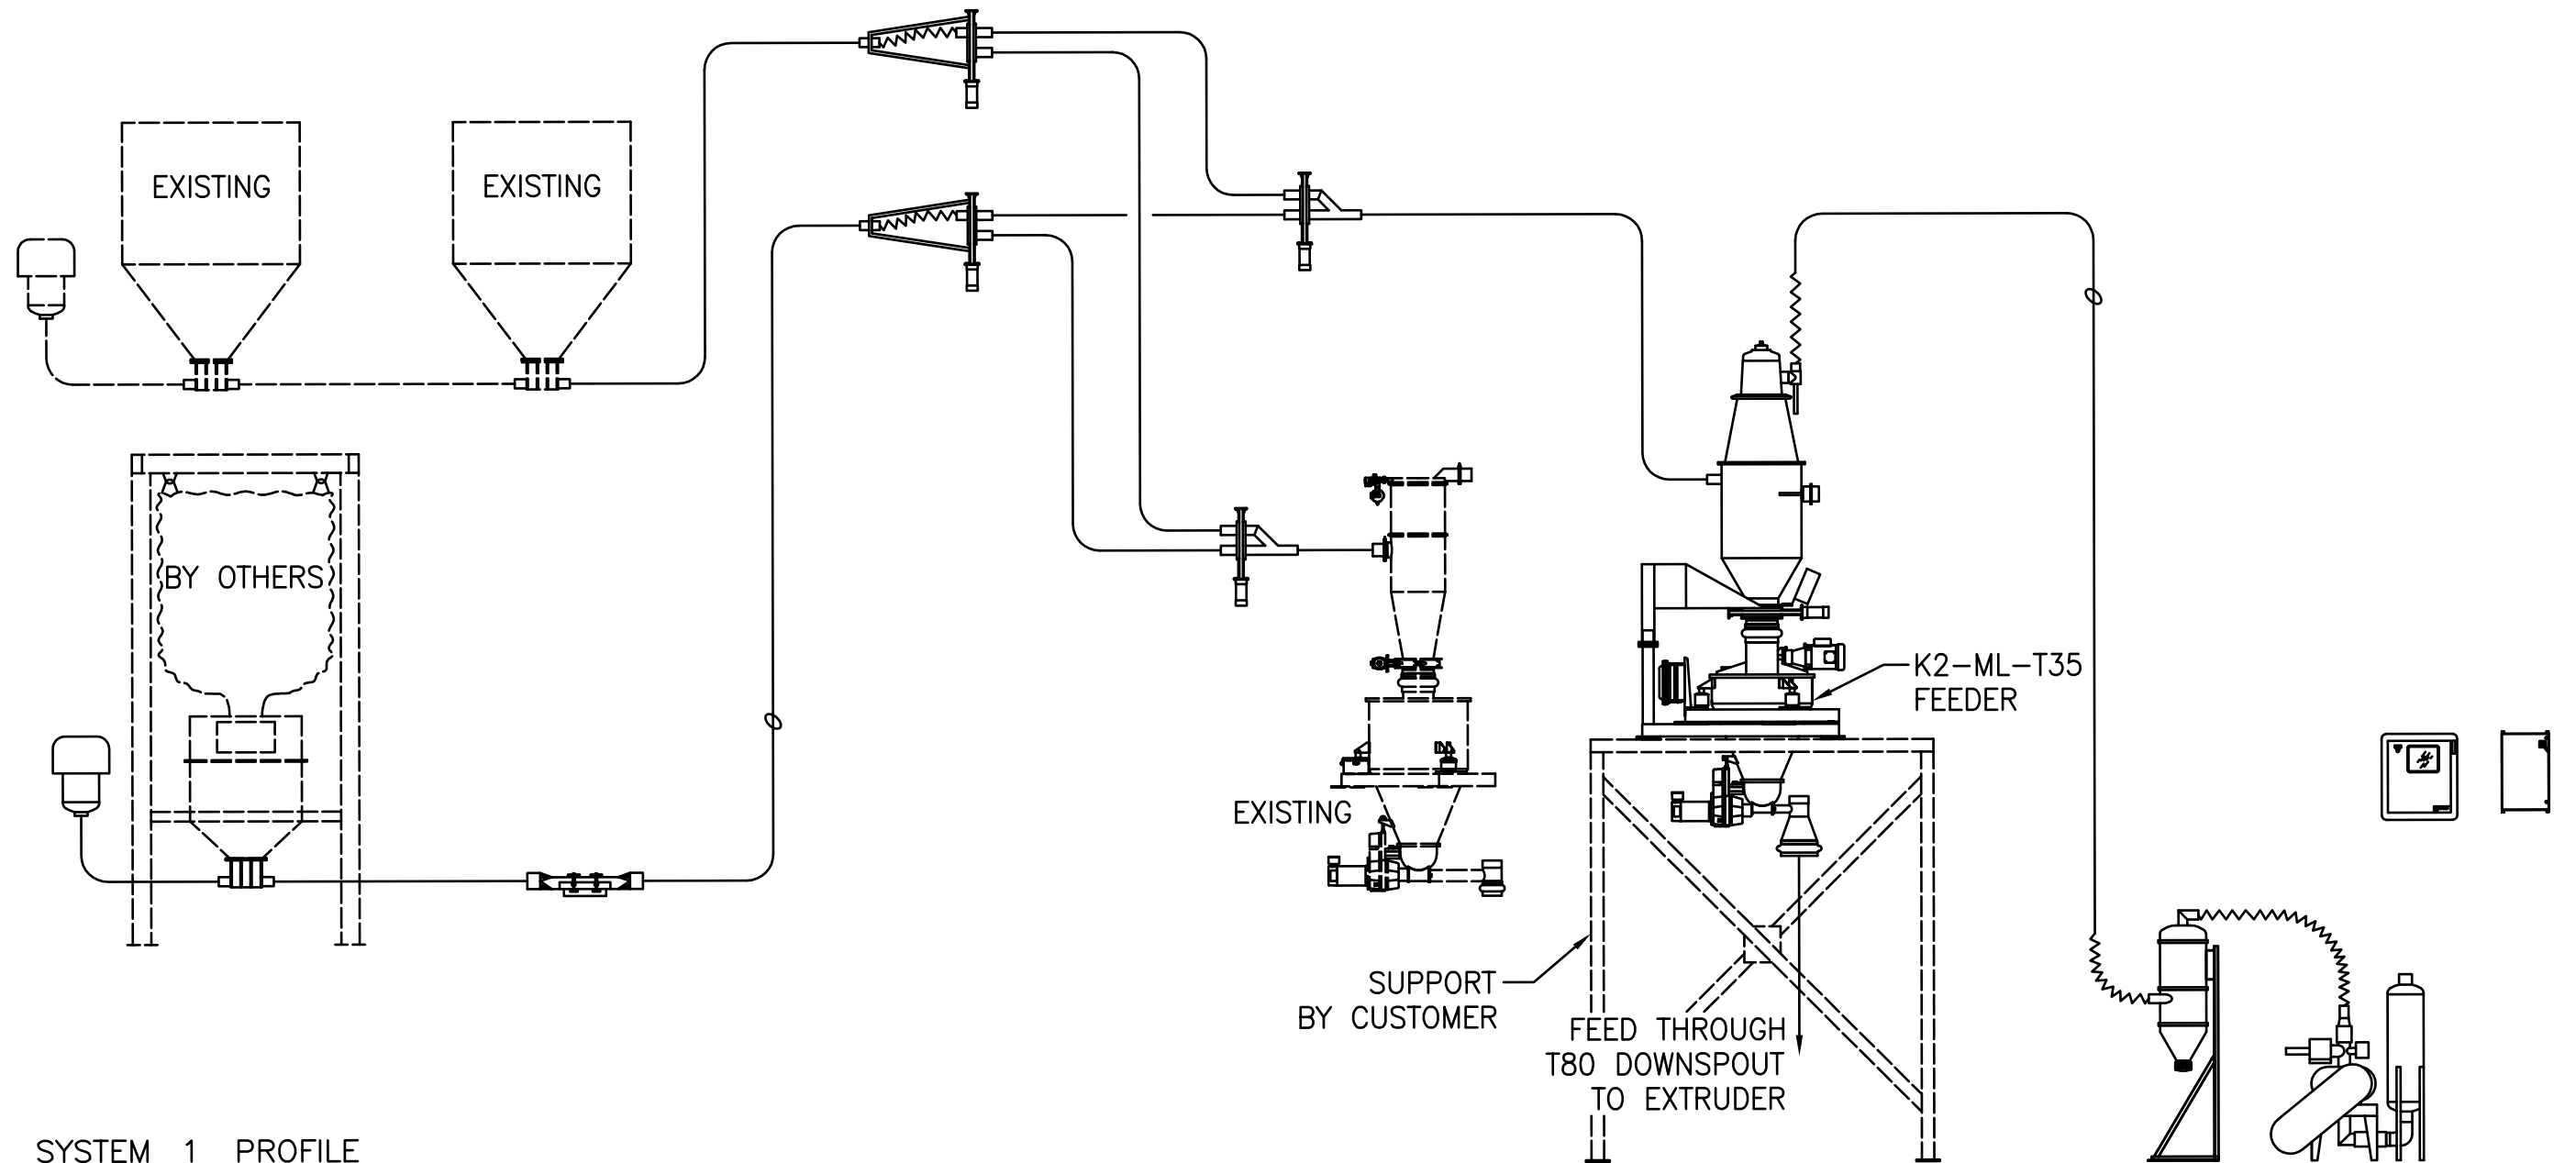 EXISTING
EXISTING
BY OTHERS
K2-ML-T35
FEEDER
EXISTING
SUPPORT
BY CUSTOMER
FEED THROUGH
T80 DOWNSPOUT
TO EXTRUDER
SYSTEM 1 PROFILE